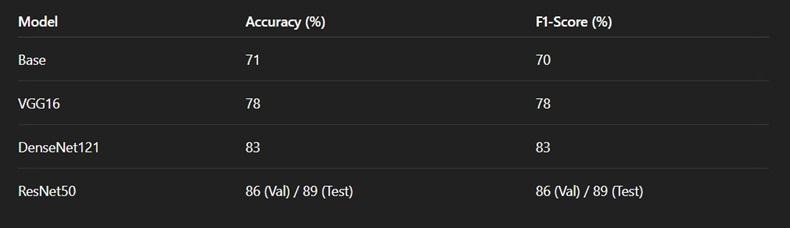 Model Accuracy (%) F1-Score (%)
Base 71 70
VGG16 78 78
DenseNet121 83 83
ResNet50 86 (Val) / 89 (Test) 86 (Val) / 89 (Test)